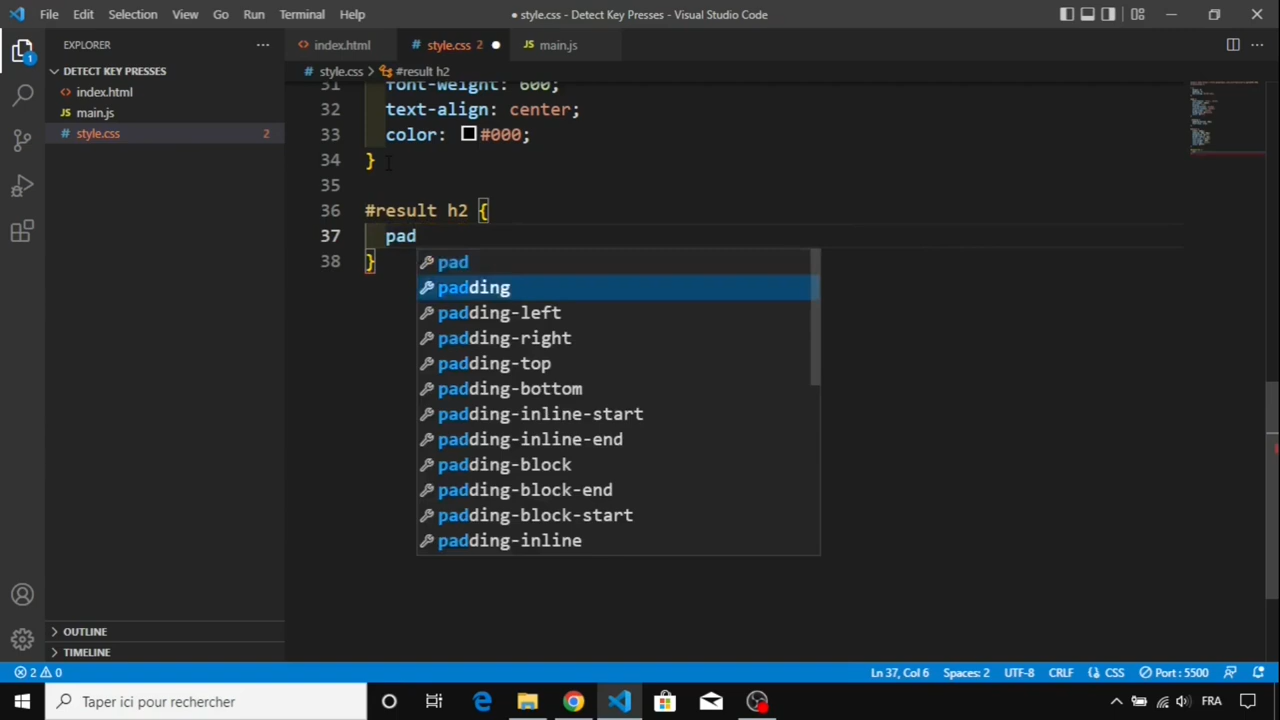 File Edit Selection View Go Run Terminal Help
● style.css - Detect Key Presses - Visual Studio Code
1
EXPLORER
DETECT KEY PRESSES
index.html
main.js
style.css 2
OUTLINE
TIMELINE
index.html
style.css 2 ●
main.js
style.css > #result h2
31 font-weight: 600;
32 text-align: center;
33 color: #000;
34 }
35
36 #result h2 {
37 pad
38 }
pad
padding
padding-left
padding-right
padding-top
padding-bottom
padding-inline-start
padding-inline-end
padding-block
padding-block-end
padding-block-start
padding-inline
2 0
Ln 37, Col 6 Spaces: 2 UTF-8 CRLF {} CSS Port : 5500
Taper ici pour rechercher
FRA